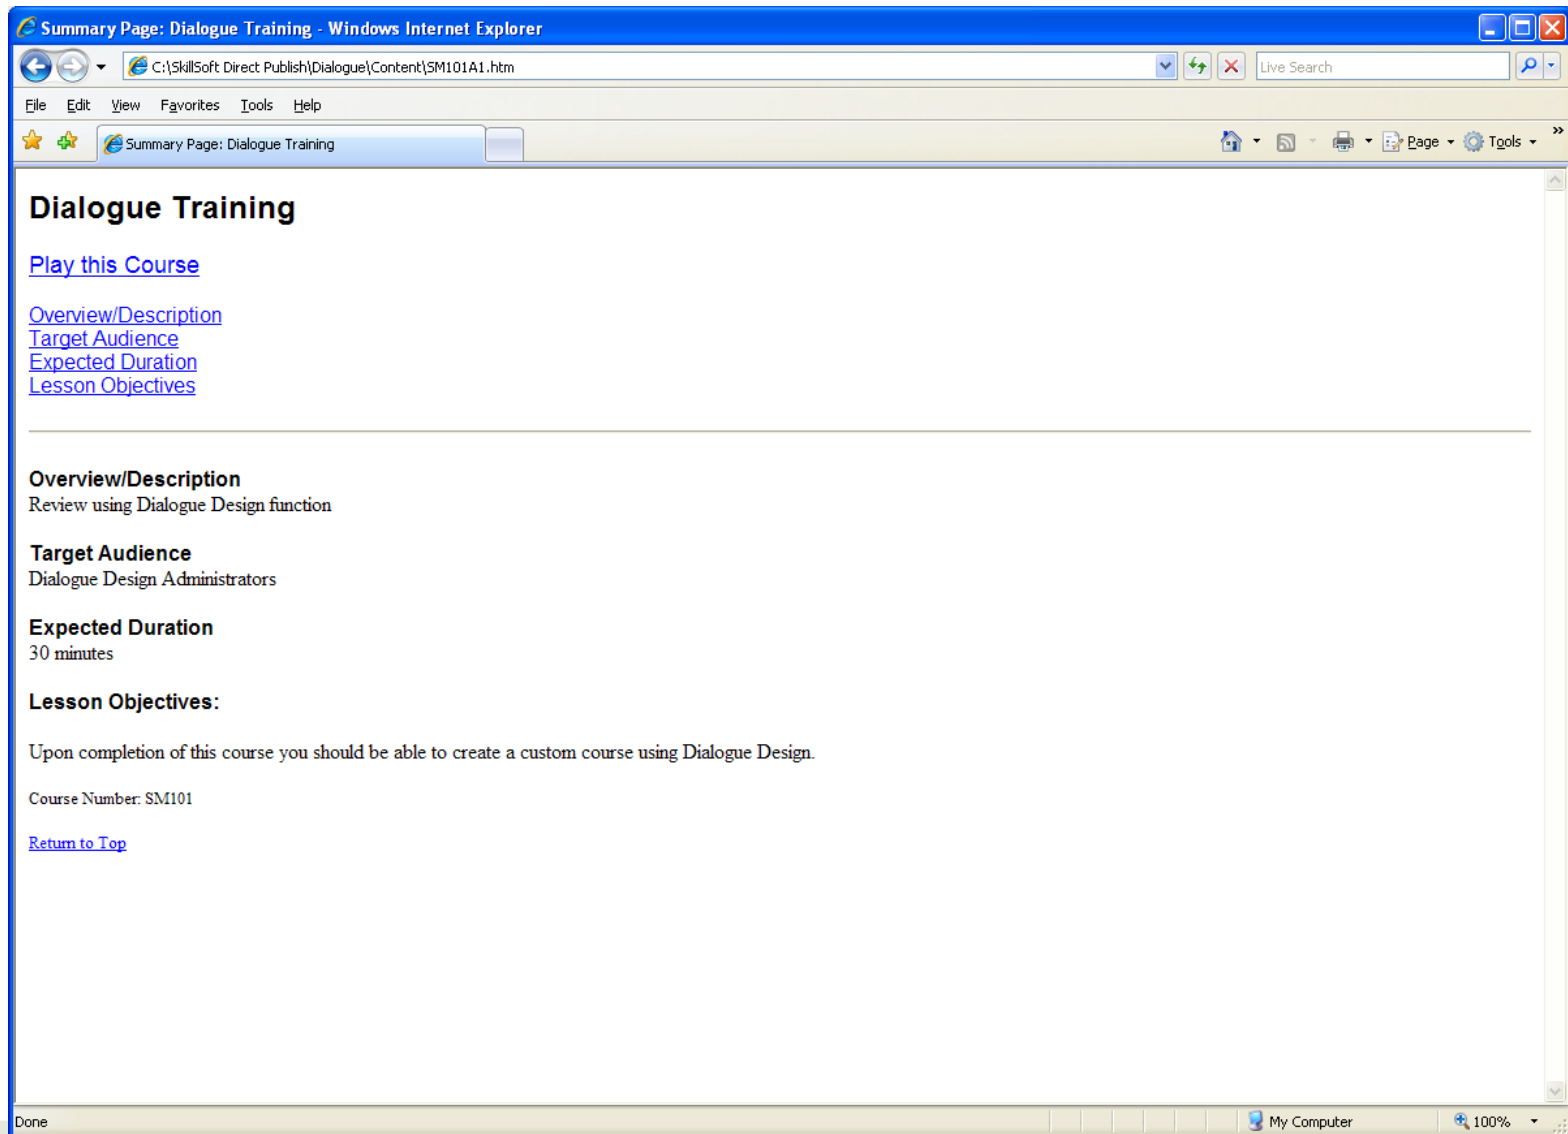 Summary Page: Dialogue Training - Windows Internet Explorer
C:\SkillSoft Direct Publish\Dialogue\Content\SM101A1.htm
Live Search
File Edit View Favorites Tools Help
Summary Page: Dialogue Training
Page Tools »
Dialogue Training
Play this Course
Overview/Description
Target Audience
Expected Duration
Lesson Objectives
Overview/Description
Review using Dialogue Design function
Target Audience
Dialogue Design Administrators
Expected Duration
30 minutes
Lesson Objectives:
Upon completion of this course you should be able to create a custom course using Dialogue Design.
Course Number: SM101
Return to Top
Done My Computer 100%